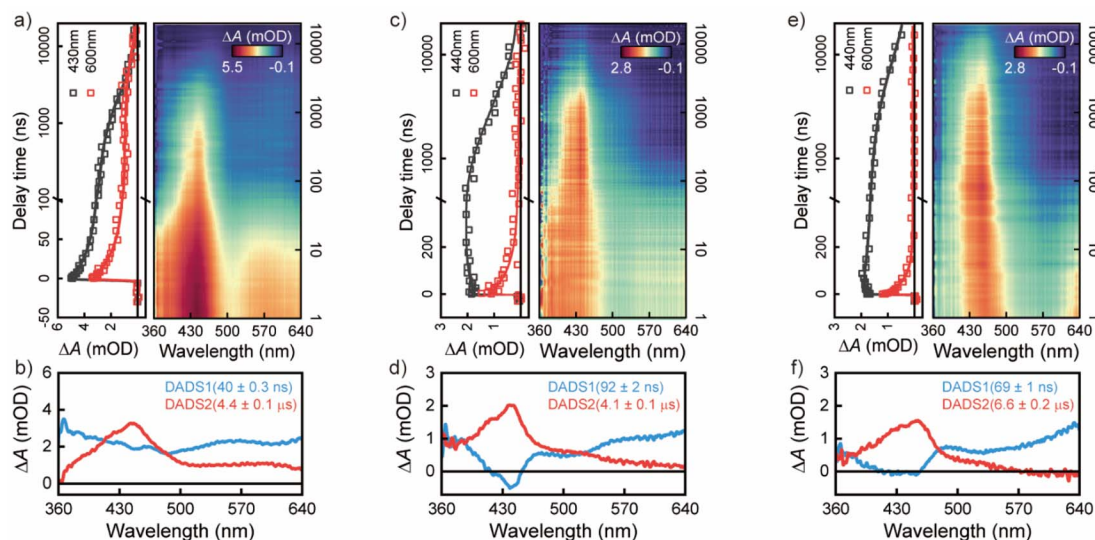 a)
430nm
600nm
ΔA (mOD)
5.5 -0.1
Delay time (ns)
10000
1000
100
50
0
-50
6 4 2
ΔA (mOD)
10000
1000
100
10
1
360 430 500 570 640
Wavelength (nm)
c)
440nm
600nm
ΔA (mOD)
2.8 -0.1
Delay time (ns)
10000
1000
200
0
3 2 1
ΔA (mOD)
10000
1000
100
10
1
360 430 500 570 640
Wavelength (nm)
e)
440nm
600nm
ΔA (mOD)
2.8 -0.1
Delay time (ns)
10000
1000
200
0
3 2 1
ΔA (mOD)
10000
1000
100
10
1
360 430 500 570 640
Wavelength (nm)
b)
DADS1(40 ± 0.3 ns)
DADS2(4.4 ± 0.1 μs)
ΔA (mOD)
6
4
2
0
360 430 500 570 640
Wavelength (nm)
d)
DADS1(92 ± 2 ns)
DADS2(4.1 ± 0.1 μs)
ΔA (mOD)
3
2
1
0
360 430 500 570 640
Wavelength (nm)
f)
DADS1(69 ± 1 ns)
DADS2(6.6 ± 0.2 μs)
ΔA (mOD)
3
2
1
0
360 430 500 570 640
Wavelength (nm)